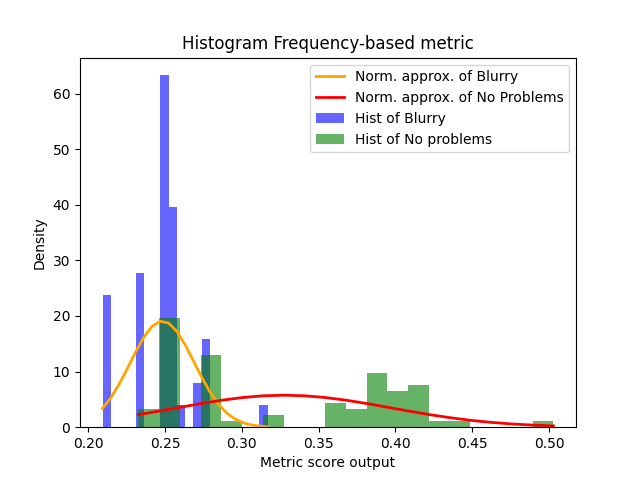 Histogram Frequency-based metric
Norm. approx. of Blurry
Norm. approx. of No Problems
Hist of Blurry
Hist of No problems
60
50
40
30
20
10
0
Density
0.20 0.25 0.30 0.35 0.40 0.45 0.50
Metric score output